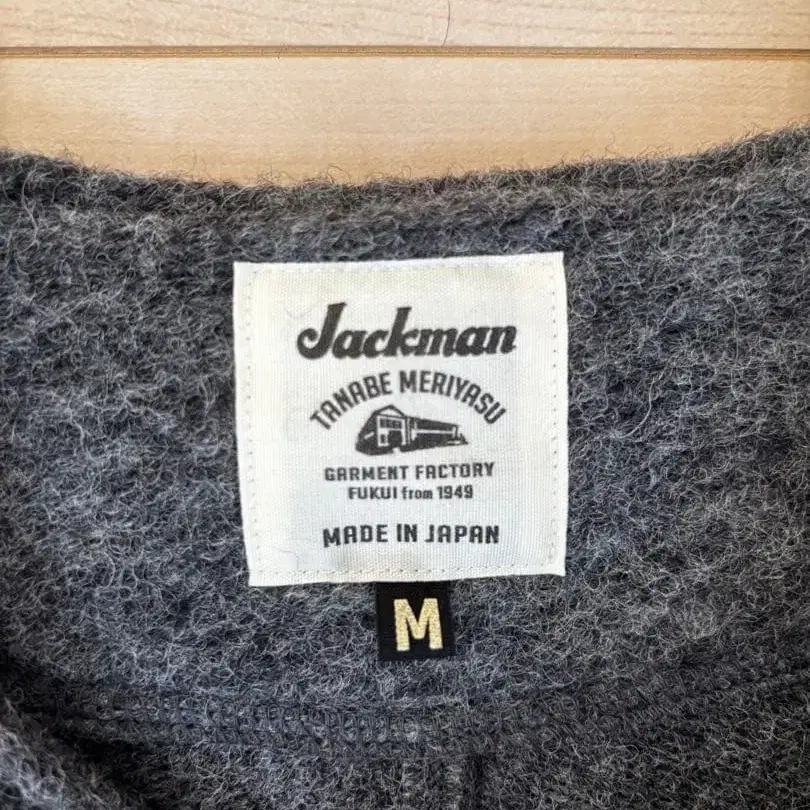 Jackman
TANABE MERIYASU
GARMENT FACTORY
FUKUI from 1949
MADE IN JAPAN
M